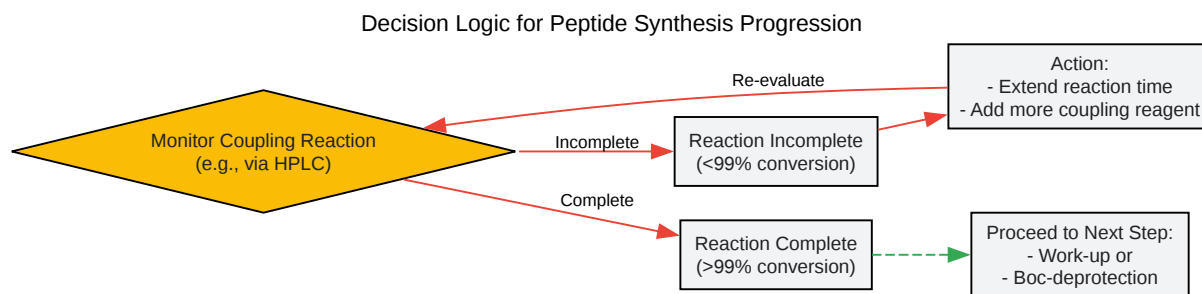 Decision Logic for Peptide Synthesis Progression
Monitor Coupling Reaction
(e.g., via HPLC)
Re-evaluate
Incomplete
Reaction Incomplete
(<99% conversion)
Action:
- Extend reaction time
- Add more coupling reagent
Complete
Reaction Complete
(>99% conversion)
Proceed to Next Step:
- Work-up or
- Boc-deprotection